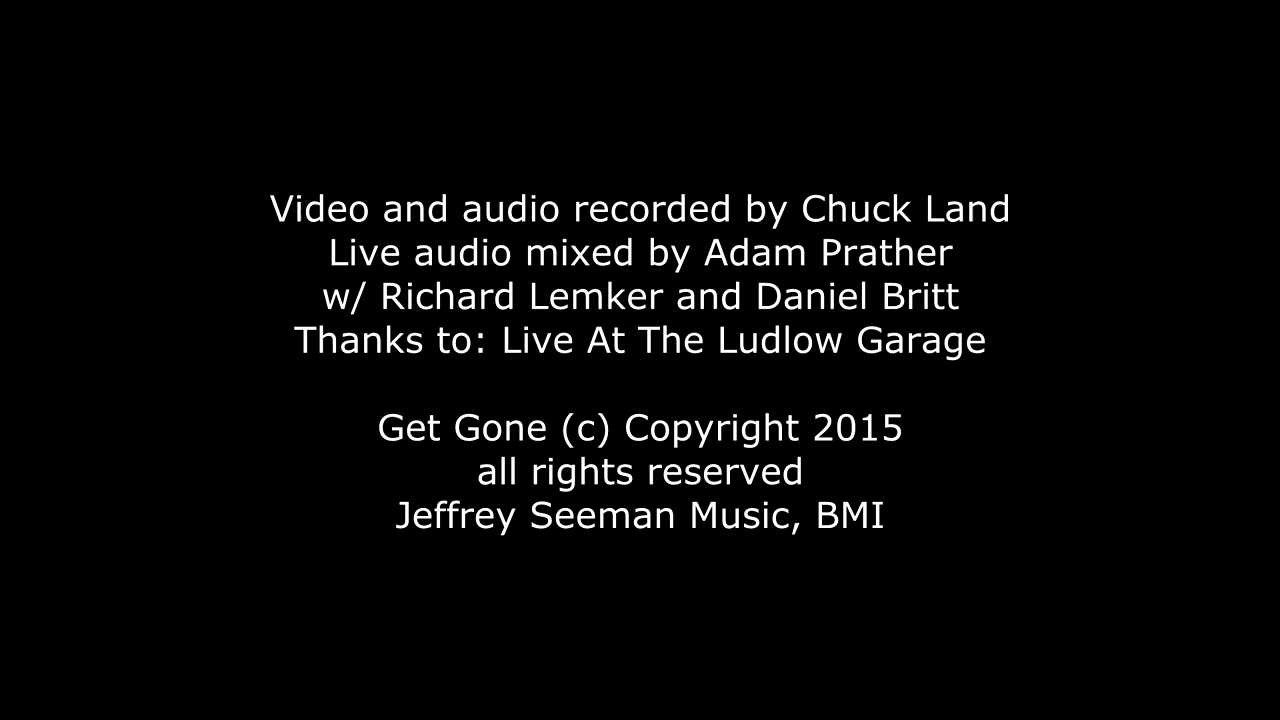 Video and audio recorded by Chuck Land
Live audio mixed by Adam Prather
w/ Richard Lemker and Daniel Britt
Thanks to: Live At The Ludlow Garage
Get Gone (c) Copyright 2015
all rights reserved
Jeffrey Seeman Music, BMI